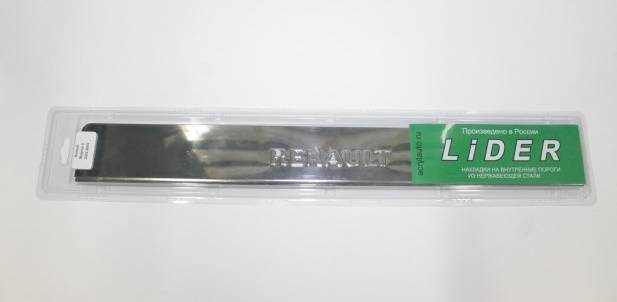 RENAULT
Произведено в России
LiDER
НАКЛАДКИ НА ВНУТРЕННИЕ ПОРОГИ
ИЗ НЕРЖАВЕЮЩЕЙ СТАЛИ